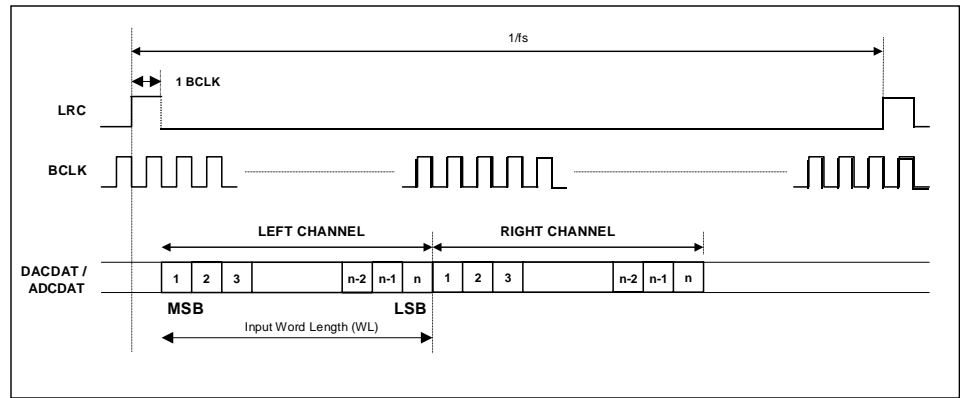 1/fs
1 BCLK
LRC
BCLK
LEFT CHANNEL
RIGHT CHANNEL
DACDAT /
ADCDAT
1 2 3 n-2 n-1 n 1 2 3 n-2 n-1 n
MSB LSB
Input Word Length (WL)